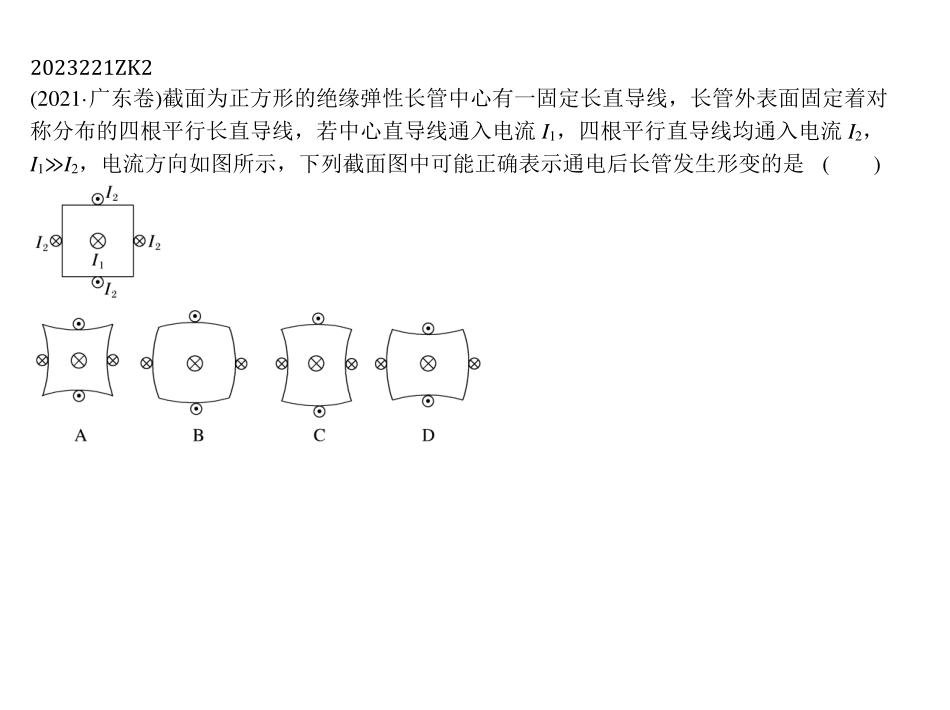 2023221ZK2
(2021·广东卷)截面为正方形的绝缘弹性长管中心有一固定长直导线，长管外表面固定着对
称分布的四根平行长直导线，若中心直导线通入电流 I₁，四根平行直导线均通入电流 I₂，
I₁≫I₂，电流方向如图所示，下列截面图中可能正确表示通电后长管发生形变的是 (　　)
I₂
I₂ I₂
I₁
I₂
A B C D